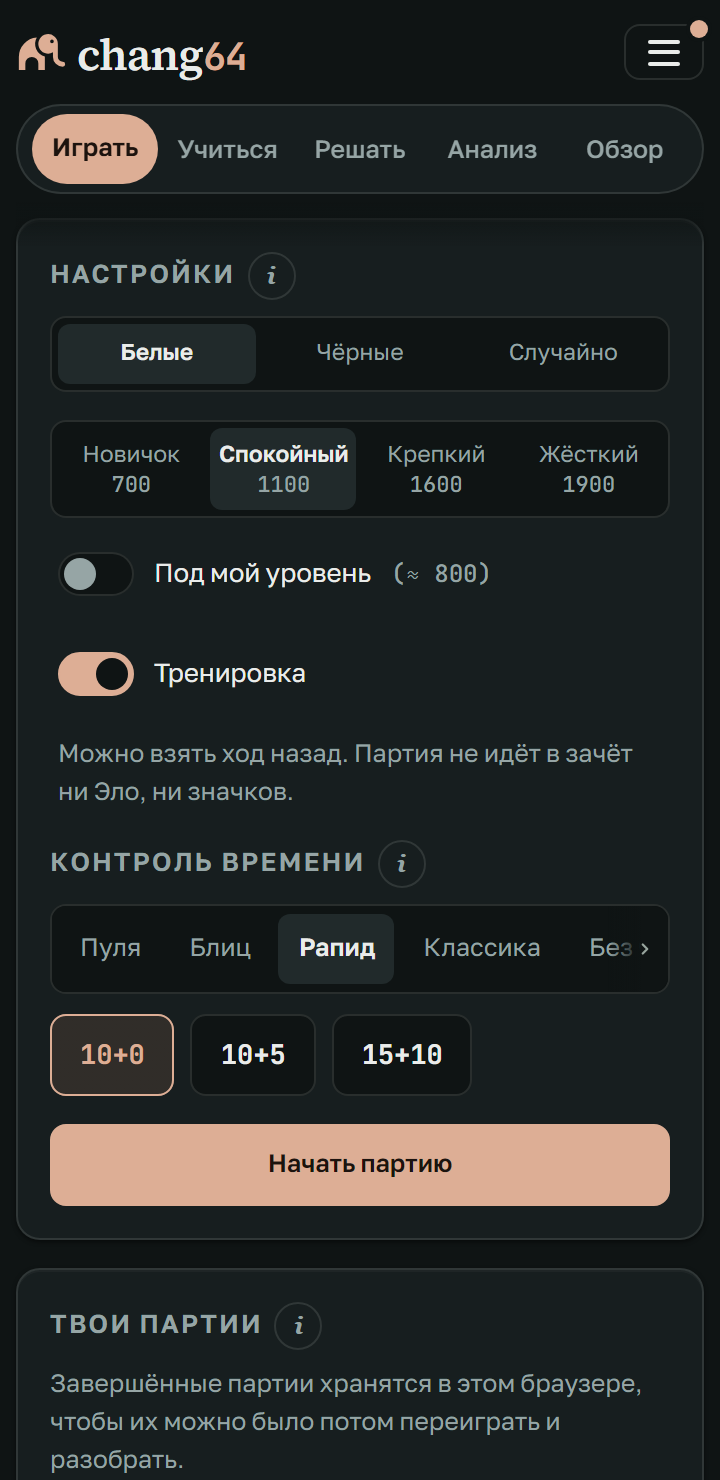 chang64
Играть Учиться Решать Анализ Обзор
НАСТРОЙКИ i
Белые Чёрные Случайно
Новичок Спокойный Крепкий Жёсткий
700 1100 1600 1900
Под мой уровень (≈ 800)
Тренировка
Можно взять ход назад. Партия не идёт в зачёт
ни Эло, ни значков.
КОНТРОЛЬ ВРЕМЕНИ i
Пуля Блиц Рапид Классика Без ›
10+0 10+5 15+10
Начать партию
ТВОИ ПАРТИИ i
Завершённые партии хранятся в этом браузере,
чтобы их можно было потом переиграть и
разобрать.